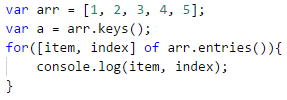 var arr = [1, 2, 3, 4, 5];
var a = arr.keys();
for([item, index] of arr.entries()){
    console.log(item, index);
}